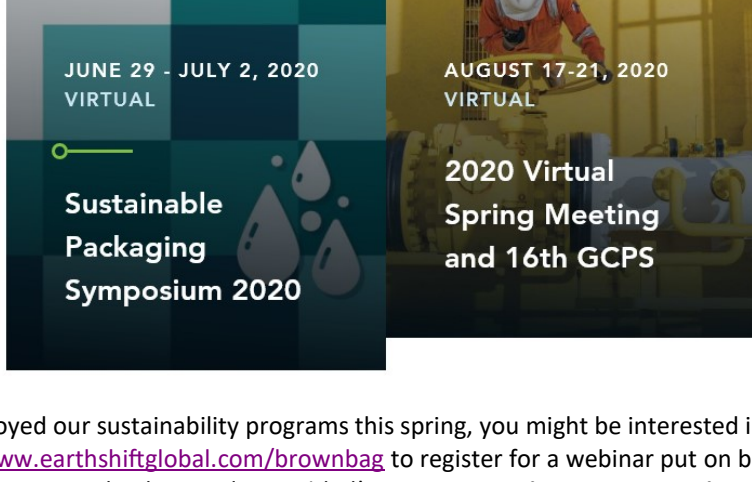 JUNE 29 - JULY 2, 2020
VIRTUAL
Sustainable
Packaging
Symposium 2020
AUGUST 17-21, 2020
VIRTUAL
2020 Virtual
Spring Meeting
and 16th GCPS
oyed our sustainability programs this spring, you might be interested i
ww.earthshiftglobal.com/brownbag to register for a webinar put on b